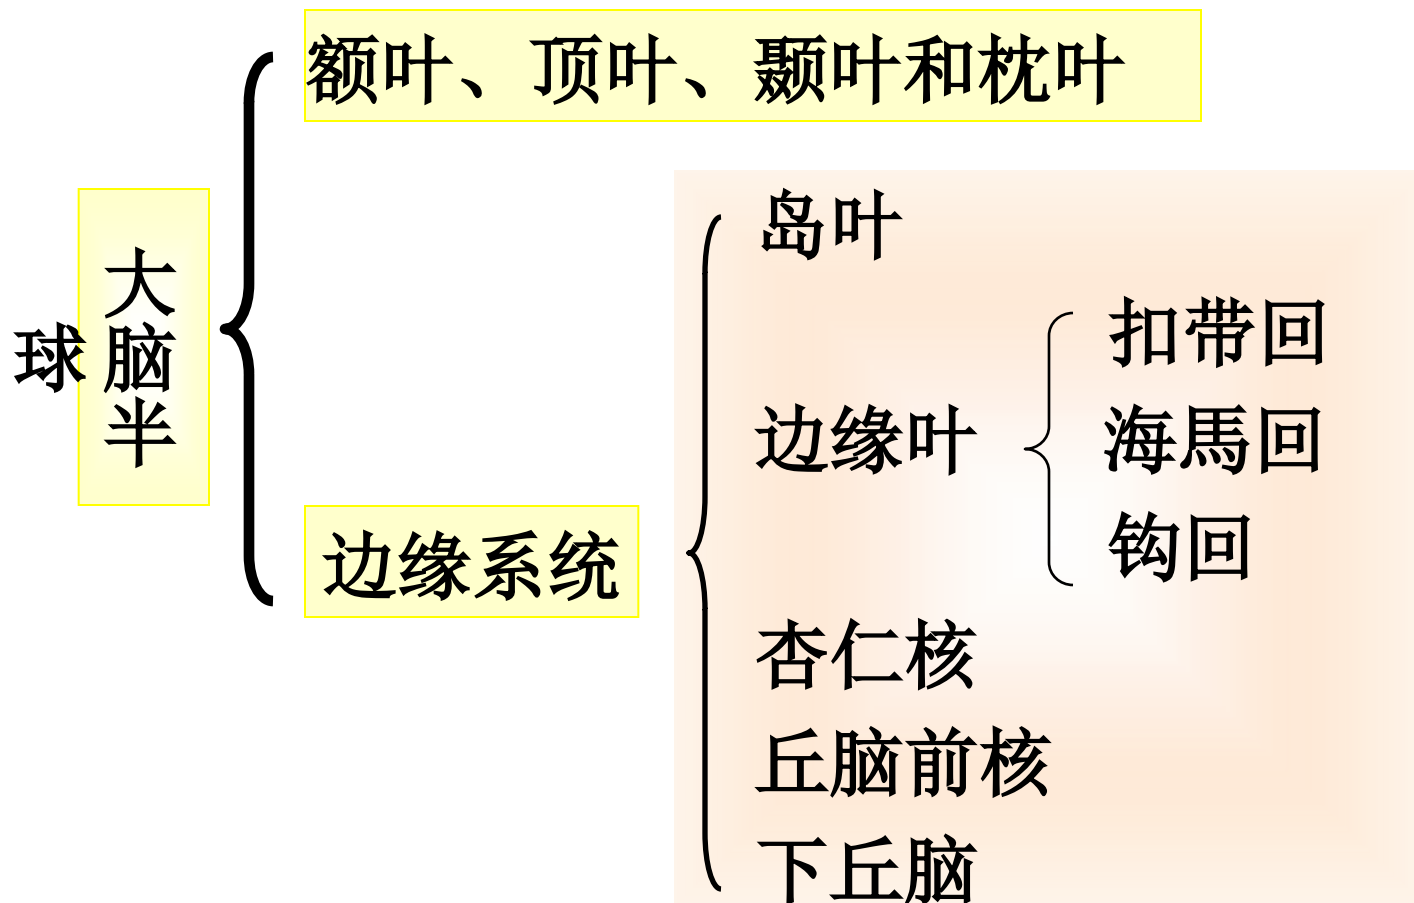 额叶、顶叶、颞叶和枕叶
大脑半球
边缘系统
岛叶
边缘叶
扣带回
海馬回
钩回
杏仁核
丘脑前核
下丘脑